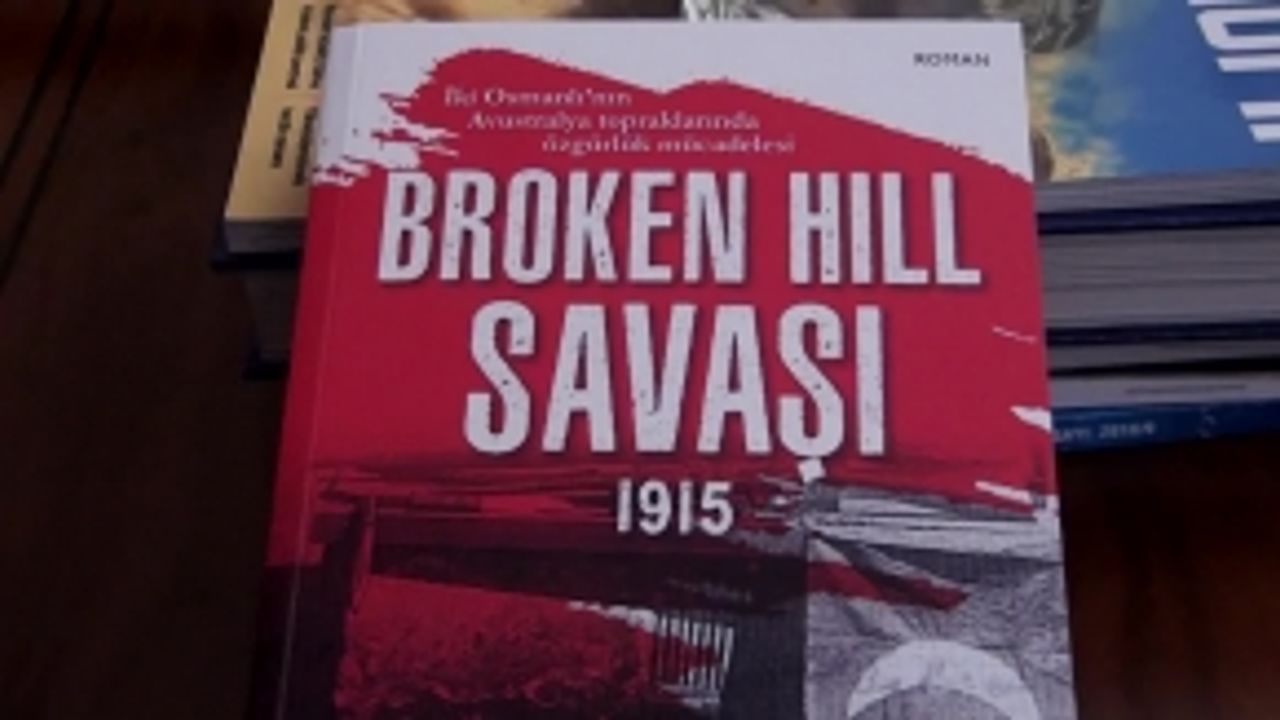 ROMAN
İki Osmanlı'nın
Avustralya topraklarında
özgürlük mücadelesi
BROKEN HILL
SAVAŞI
1915